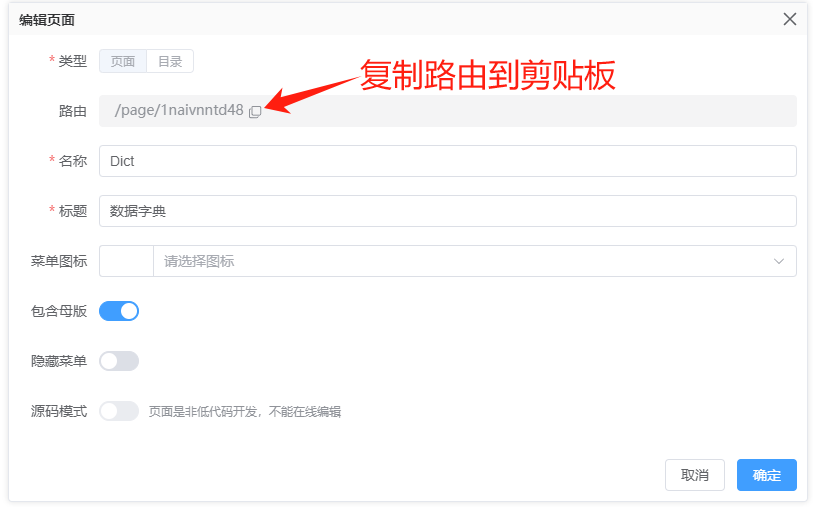 编辑页面
* 类型 页面 目录
复制路由到剪贴板
路由 /page/1naivnntd48
* 名称 Dict
* 标题 数据字典
菜单图标 请选择图标
包含母版
隐藏菜单
源码模式 页面是非低代码开发，不能在线编辑
取消 确定